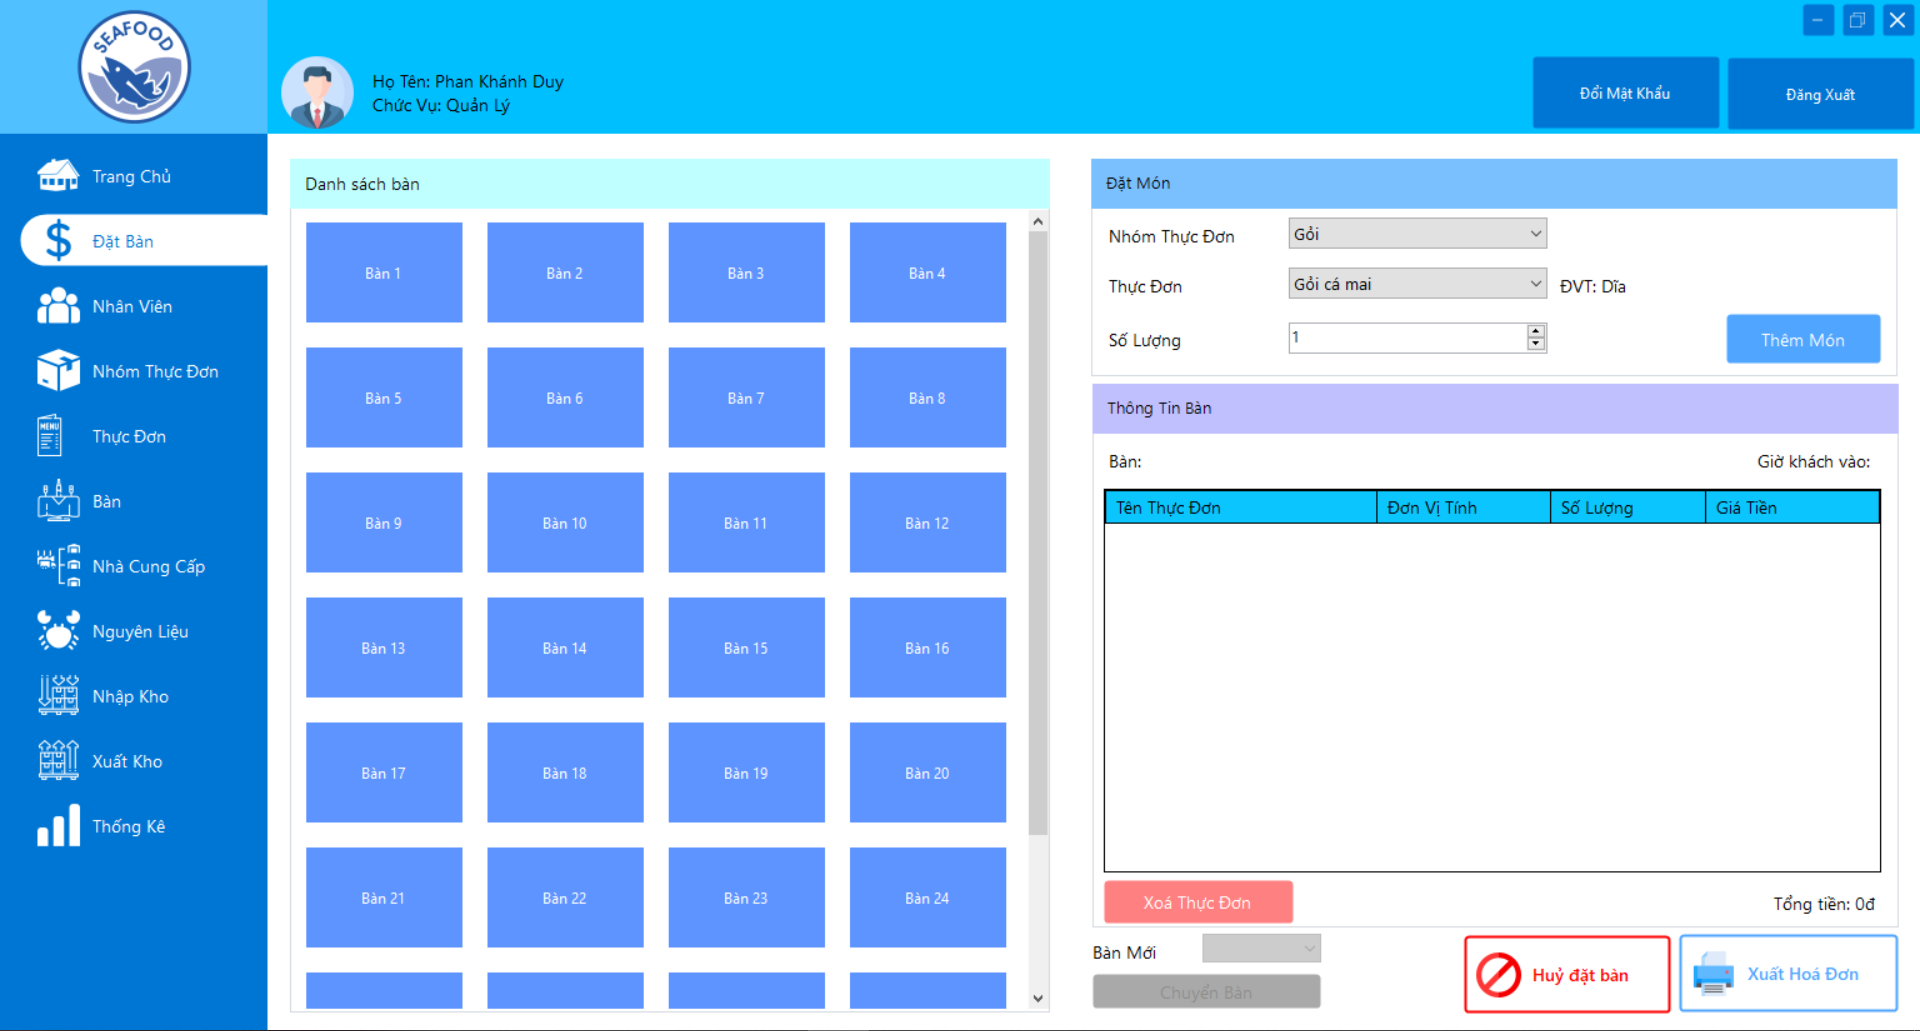 SEAFOOD
Họ Tên: Phan Khánh Duy
Chức Vụ: Quản Lý
Đổi Mật Khẩu
Đăng Xuất
Trang Chủ
Đặt Bàn
Nhân Viên
Nhóm Thực Đơn
MENU
Thực Đơn
Bàn
Nhà Cung Cấp
Nguyên Liệu
Nhập Kho
Xuất Kho
Thống Kê
Danh sách bàn
Bàn 1
Bàn 2
Bàn 3
Bàn 4
Bàn 5
Bàn 6
Bàn 7
Bàn 8
Bàn 9
Bàn 10
Bàn 11
Bàn 12
Bàn 13
Bàn 14
Bàn 15
Bàn 16
Bàn 17
Bàn 18
Bàn 19
Bàn 20
Bàn 21
Bàn 22
Bàn 23
Bàn 24
Đặt Món
Nhóm Thực Đơn
Gỏi
Thực Đơn
Gỏi cá mai
ĐVT: Dĩa
Số Lượng
1
Thêm Món
Thông Tin Bàn
Bàn:
Giờ khách vào:
Tên Thực Đơn
Đơn Vị Tính
Số Lượng
Giá Tiền
Xoá Thực Đơn
Tổng tiền: 0đ
Bàn Mới
Chuyển Bàn
Huỷ đặt bàn
Xuất Hoá Đơn